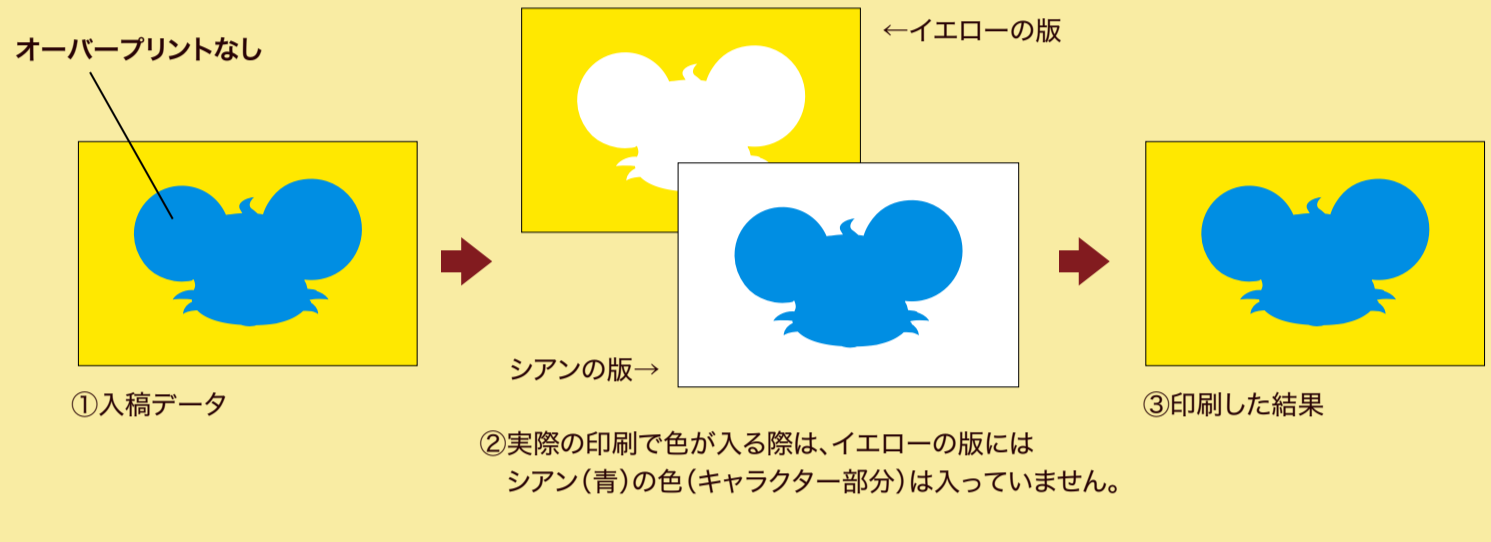 オーバープリントなし
←イエローの版
シアンの版→
①入稿データ
②実際の印刷で色が入る際は、イエローの版には
シアン（青）の色（キャラクター部分）は入っていません。
③印刷した結果